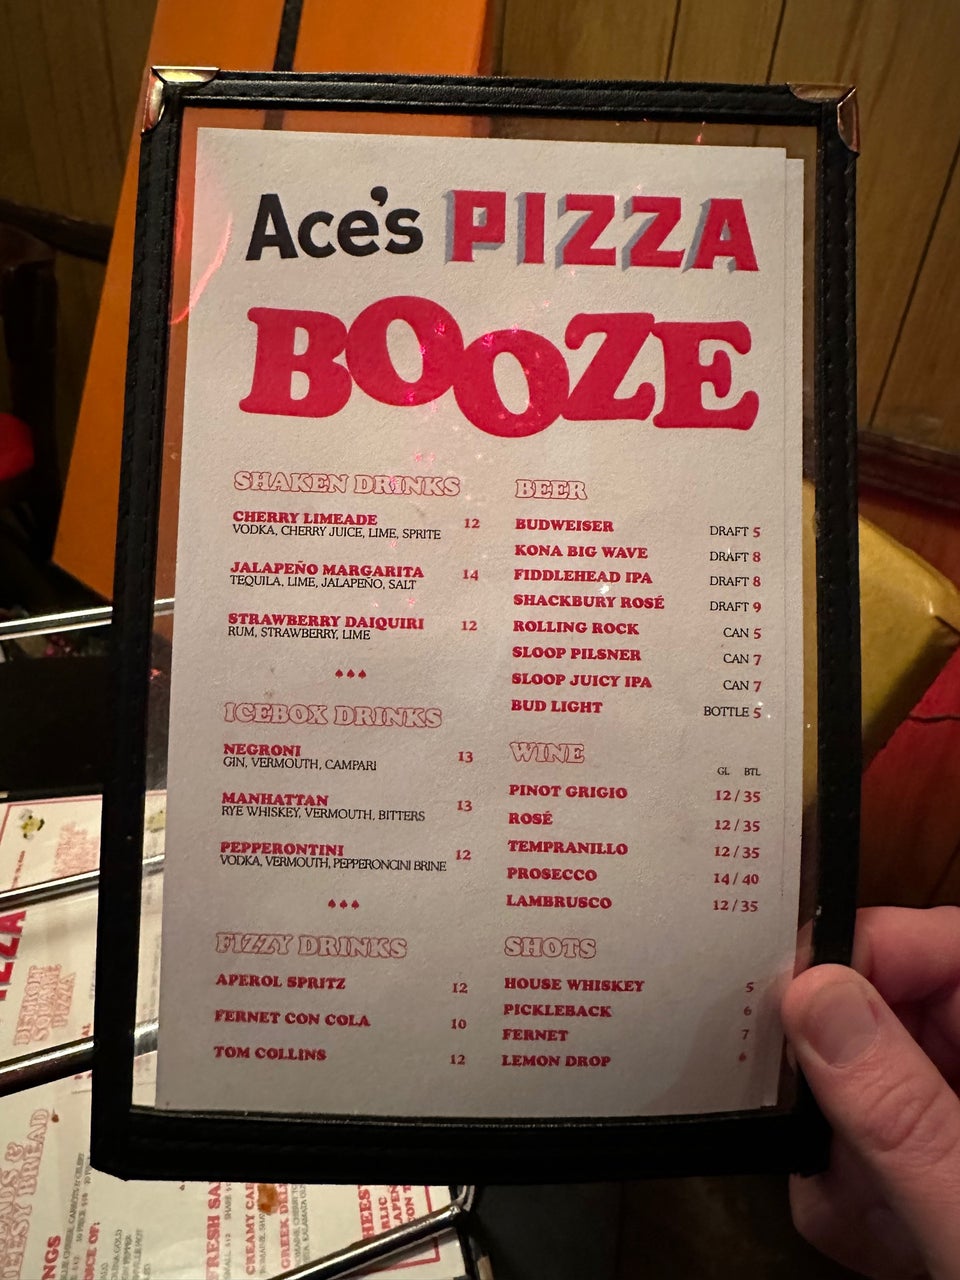 Ace's PIZZA
BOOZE
SHAKEN DRINKS
CHERRY LIMEADE 12
VODKA, CHERRY JUICE, LIME, SPRITE
JALAPEÑO MARGARITA 14
TEQUILA, LIME, JALAPEÑO, SALT
STRAWBERRY DAIQUIRI 12
RUM, STRAWBERRY, LIME
ICEBOX DRINKS
NEGRONI 13
GIN, VERMOUTH, CAMPARI
MANHATTAN 13
RYE WHISKEY, VERMOUTH, BITTERS
PEPPERONTINI 12
VODKA, VERMOUTH, PEPPERONCINI BRINE
FIZZY DRINKS
APEROL SPRITZ 12
FERNET CON COLA 10
TOM COLLINS 12
BEER
BUDWEISER DRAFT 5
KONA BIG WAVE DRAFT 8
FIDDLEHEAD IPA DRAFT 8
SHACKBURY ROSÉ DRAFT 9
ROLLING ROCK CAN 5
SLOOP PILSNER CAN 7
SLOOP JUICY IPA CAN 7
BUD LIGHT BOTTLE 5
WINE
GL BTL
PINOT GRIGIO 12 / 35
ROSÉ 12 / 35
TEMPRANILLO 12 / 35
PROSECCO 14 / 40
LAMBRUSCO 12 / 35
SHOTS
HOUSE WHISKEY 5
PICKLEBACK 6
FERNET 7
LEMON DROP 6
DETROIT
SQUARE
PIZZA
FRESH
CREAMY
GREEK